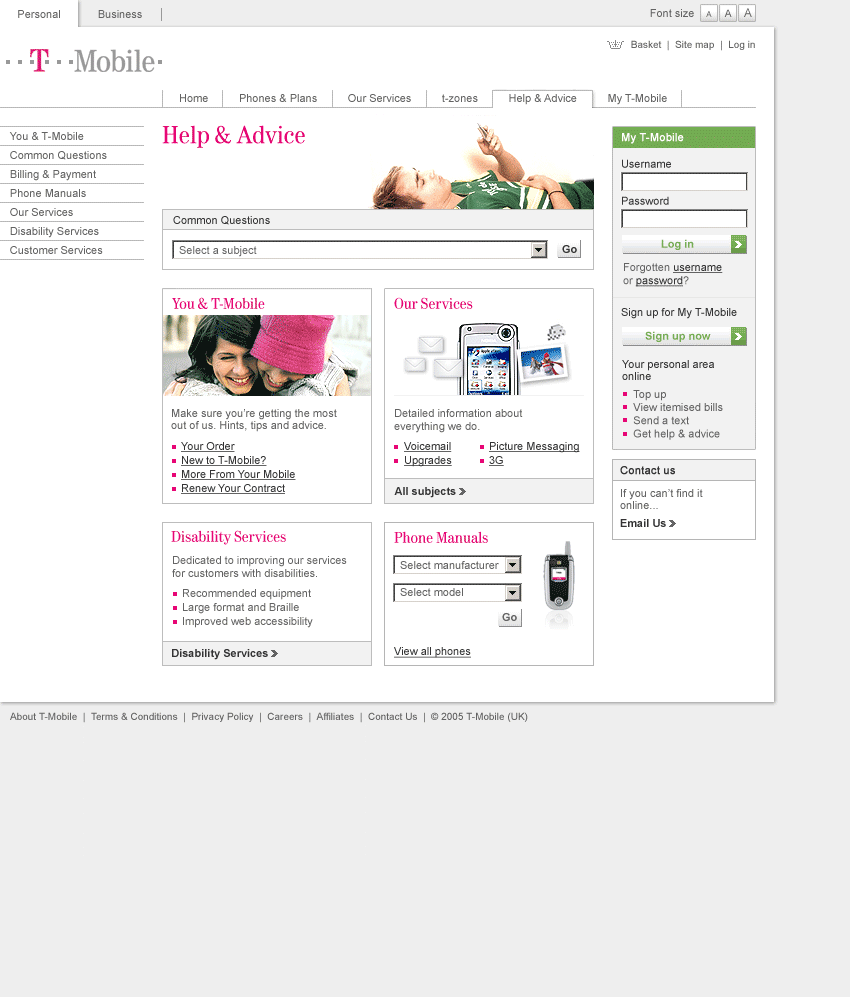 Personal
Business
Font size A A A
Basket | Site map | Log in
T-Mobile
Home
Phones & Plans
Our Services
t-zones
Help & Advice
My T-Mobile
You & T-Mobile
Common Questions
Billing & Payment
Phone Manuals
Our Services
Disability Services
Customer Services
Help & Advice
Common Questions
Select a subject
Go
You & T-Mobile
Make sure you're getting the most
out of us. Hints, tips and advice.
Your Order
New to T-Mobile?
More From Your Mobile
Renew Your Contract
Our Services
Detailed information about
everything we do.
Voicemail
Picture Messaging
Upgrades
3G
All subjects
Disability Services
Dedicated to improving our services
for customers with disabilities.
Recommended equipment
Large format and Braille
Improved web accessibility
Disability Services
Phone Manuals
Select manufacturer
Select model
Go
View all phones
My T-Mobile
Username
Password
Log in
Forgotten username
or password?
Sign up for My T-Mobile
Sign up now
Your personal area
online
Top up
View itemised bills
Send a text
Get help & advice
Contact us
If you can't find it
online...
Email Us
About T-Mobile | Terms & Conditions | Privacy Policy | Careers | Affiliates | Contact Us | © 2005 T-Mobile (UK)